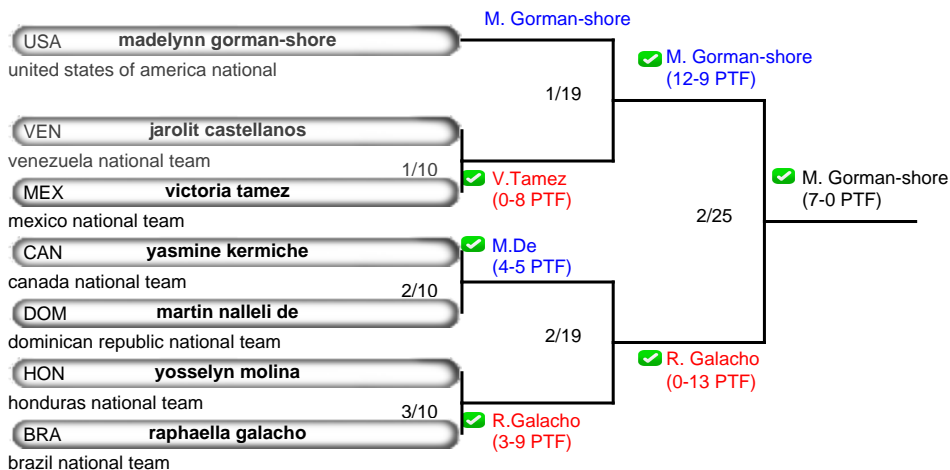 M. Gorman-shore
USA madelynn gorman-shore
united states of america national
M. Gorman-shore
(12-9 PTF)
1/19
VEN jarolit castellanos
venezuela national team
1/10
MEX victoria tamez
mexico national team
V.Tamez
(0-8 PTF)
M. Gorman-shore
(7-0 PTF)
2/25
CAN yasmine kermiche
canada national team
M.De
(4-5 PTF)
2/10
DOM martin nalleli de
dominican republic national team
2/19
HON yosselyn molina
honduras national team
R. Galacho
(0-13 PTF)
3/10
BRA raphaella galacho
brazil national team
R.Galacho
(3-9 PTF)